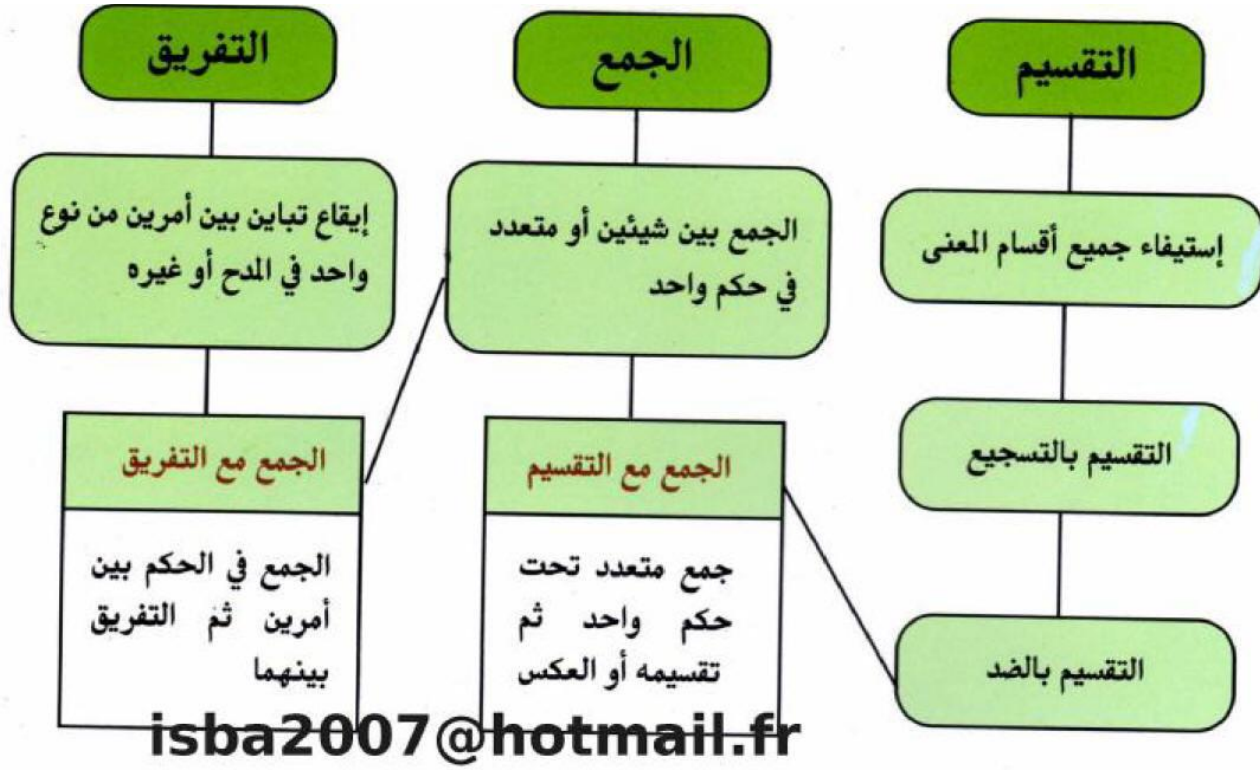 التقسيم
إستيفاء جميع أقسام المعنى
التقسيم بالتسجيع
التقسيم بالضد
الجمع
الجمع بين شيئين أو متعدد
في حكم واحد
الجمع مع التقسيم
جمع متعدد تحت
حكم واحد ثم
تقسيمه أو العكس
التفريق
إيقاع تباين بين أمرين من نوع
واحد في المدح أو غيره
الجمع مع التفريق
الجمع في الحكم بين
أمرين ثم التفريق
بينهما
isba2007@hotmail.fr